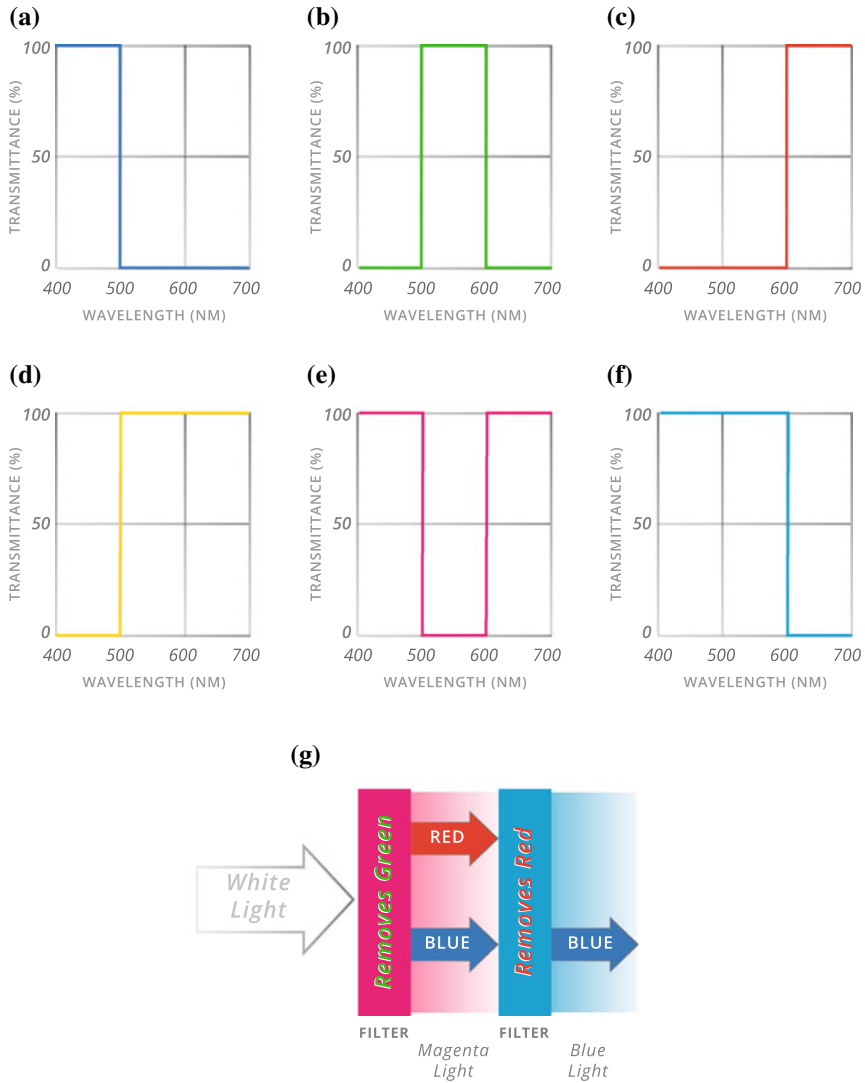 (a)
TRANSMITTANCE (%)
100
50
0
400 500 600 700
WAVELENGTH (NM)
(b)
TRANSMITTANCE (%)
100
50
0
400 500 600 700
WAVELENGTH (NM)
(c)
TRANSMITTANCE (%)
100
50
0
400 500 600 700
WAVELENGTH (NM)
(d)
TRANSMITTANCE (%)
100
50
0
400 500 600 700
WAVELENGTH (NM)
(e)
TRANSMITTANCE (%)
100
50
0
400 500 600 700
WAVELENGTH (NM)
(f)
TRANSMITTANCE (%)
100
50
0
400 500 600 700
WAVELENGTH (NM)
(g)
White
Light
Removes Green
FILTER
RED
BLUE
Magenta
Light
Removes Red
FILTER
BLUE
Blue
Light